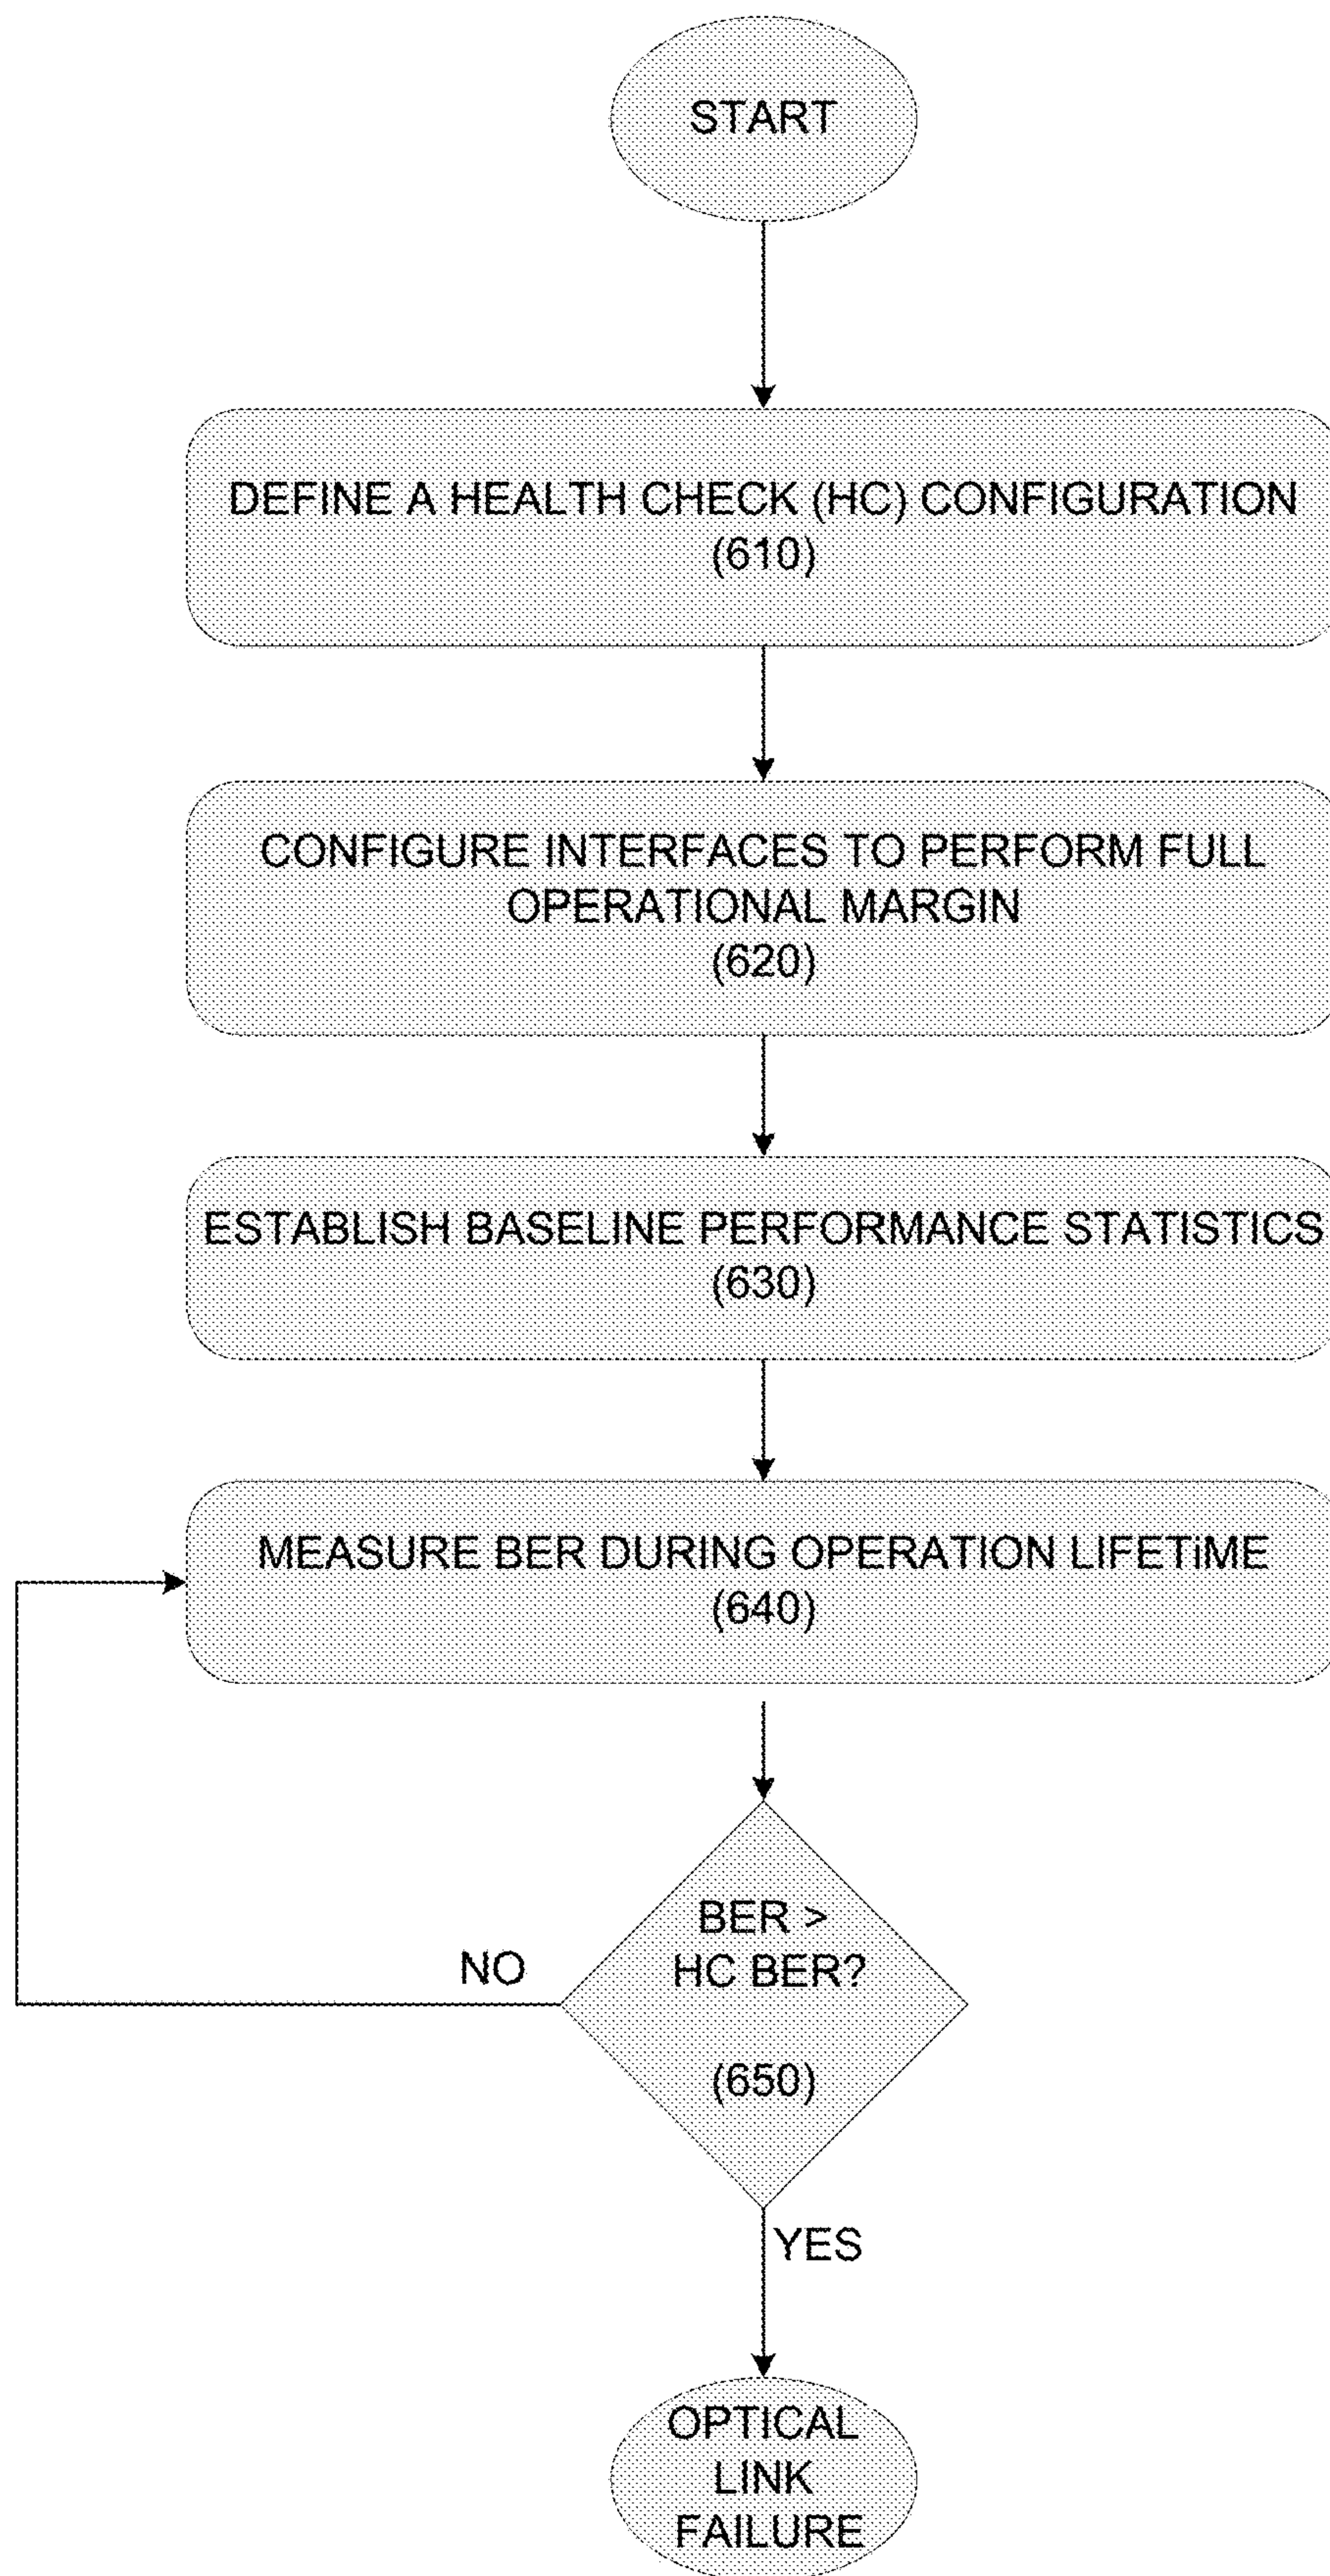 START
DEFINE A HEALTH CHECK (HC) CONFIGURATION
(610)
CONFIGURE INTERFACES TO PERFORM FULL
OPERATIONAL MARGIN
(620)
ESTABLISH BASELINE PERFORMANCE STATISTICS
(630)
MEASURE BER DURING OPERATION LIFETiME
(640)
BER >
HC BER?
(650)
NO
YES
OPTICAL
LINK
FAILURE